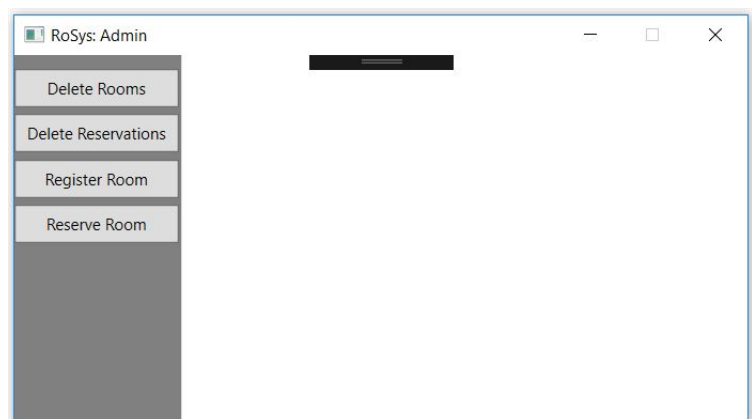 RoSys: Admin
Delete Rooms
Delete Reservations
Register Room
Reserve Room